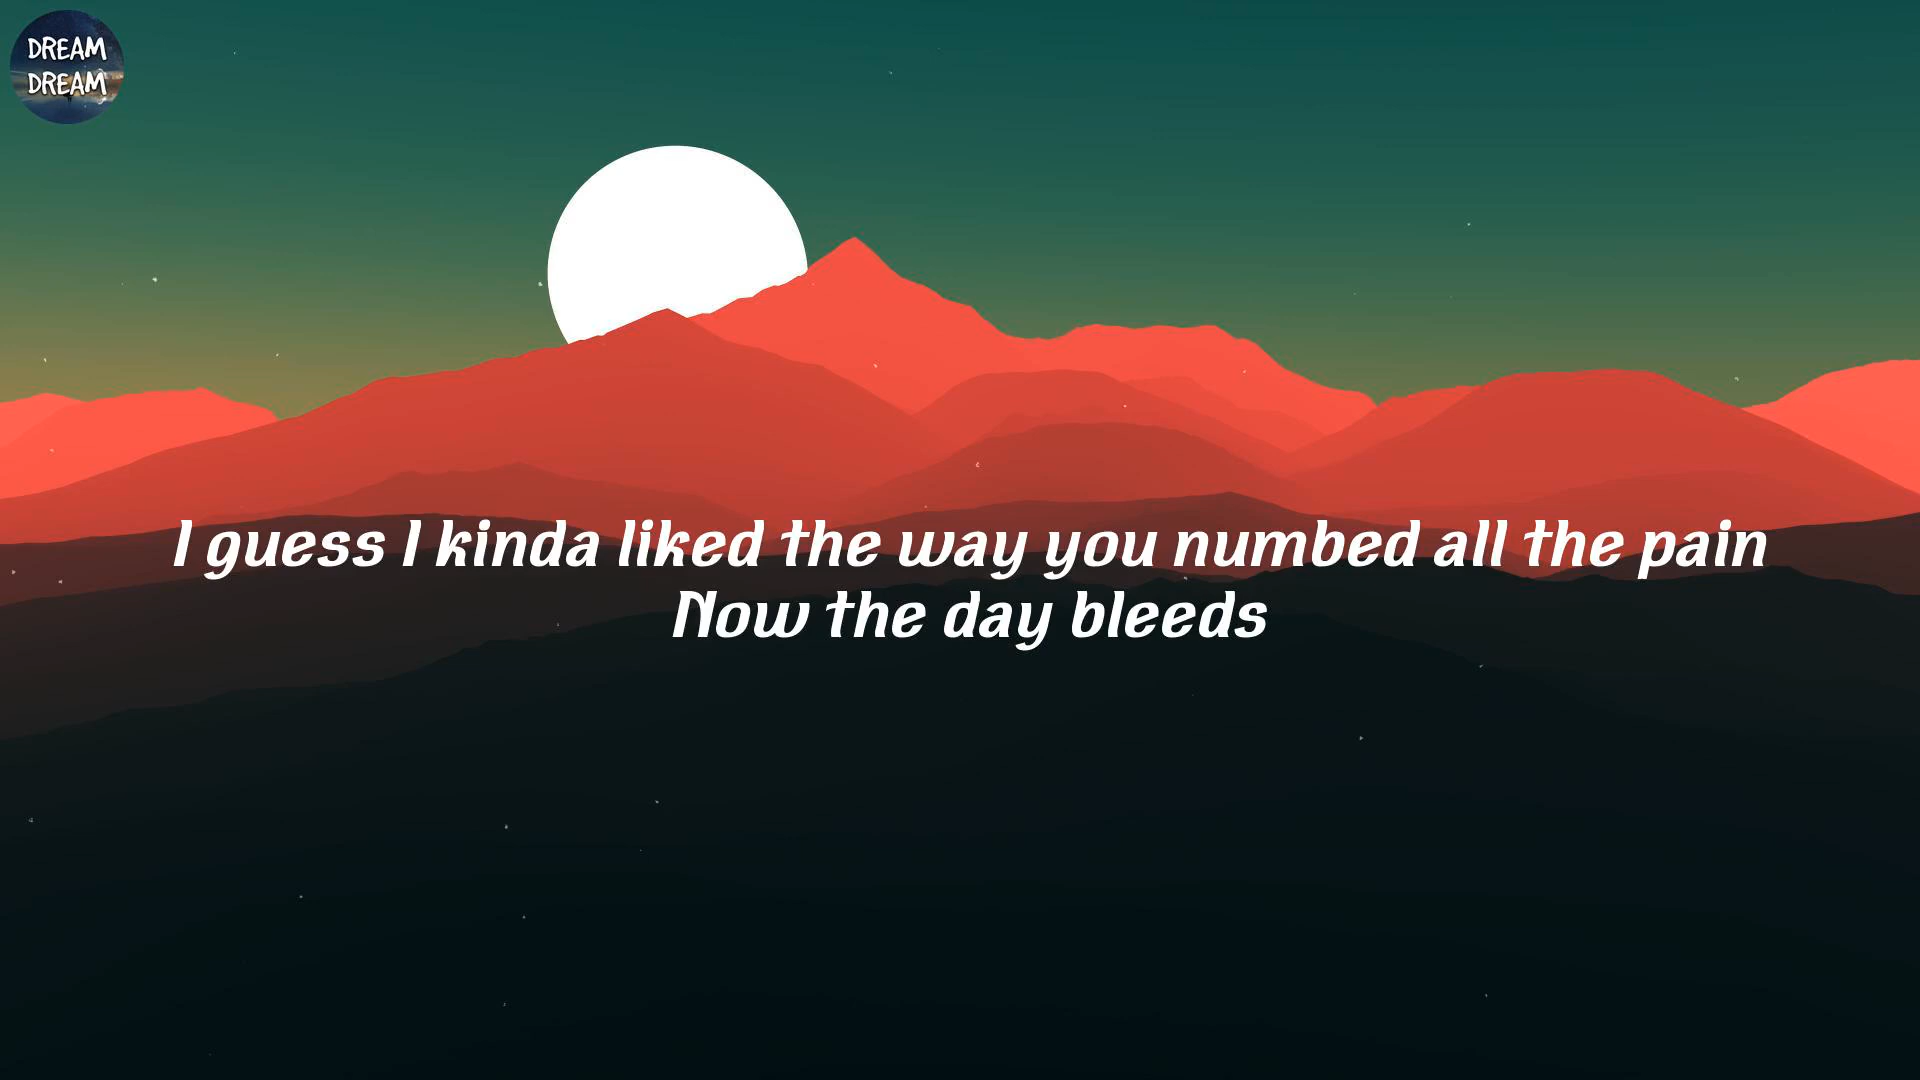 DREAM
DREAM
I guess I kinda liked the way you numbed all the pain
Now the day bleeds